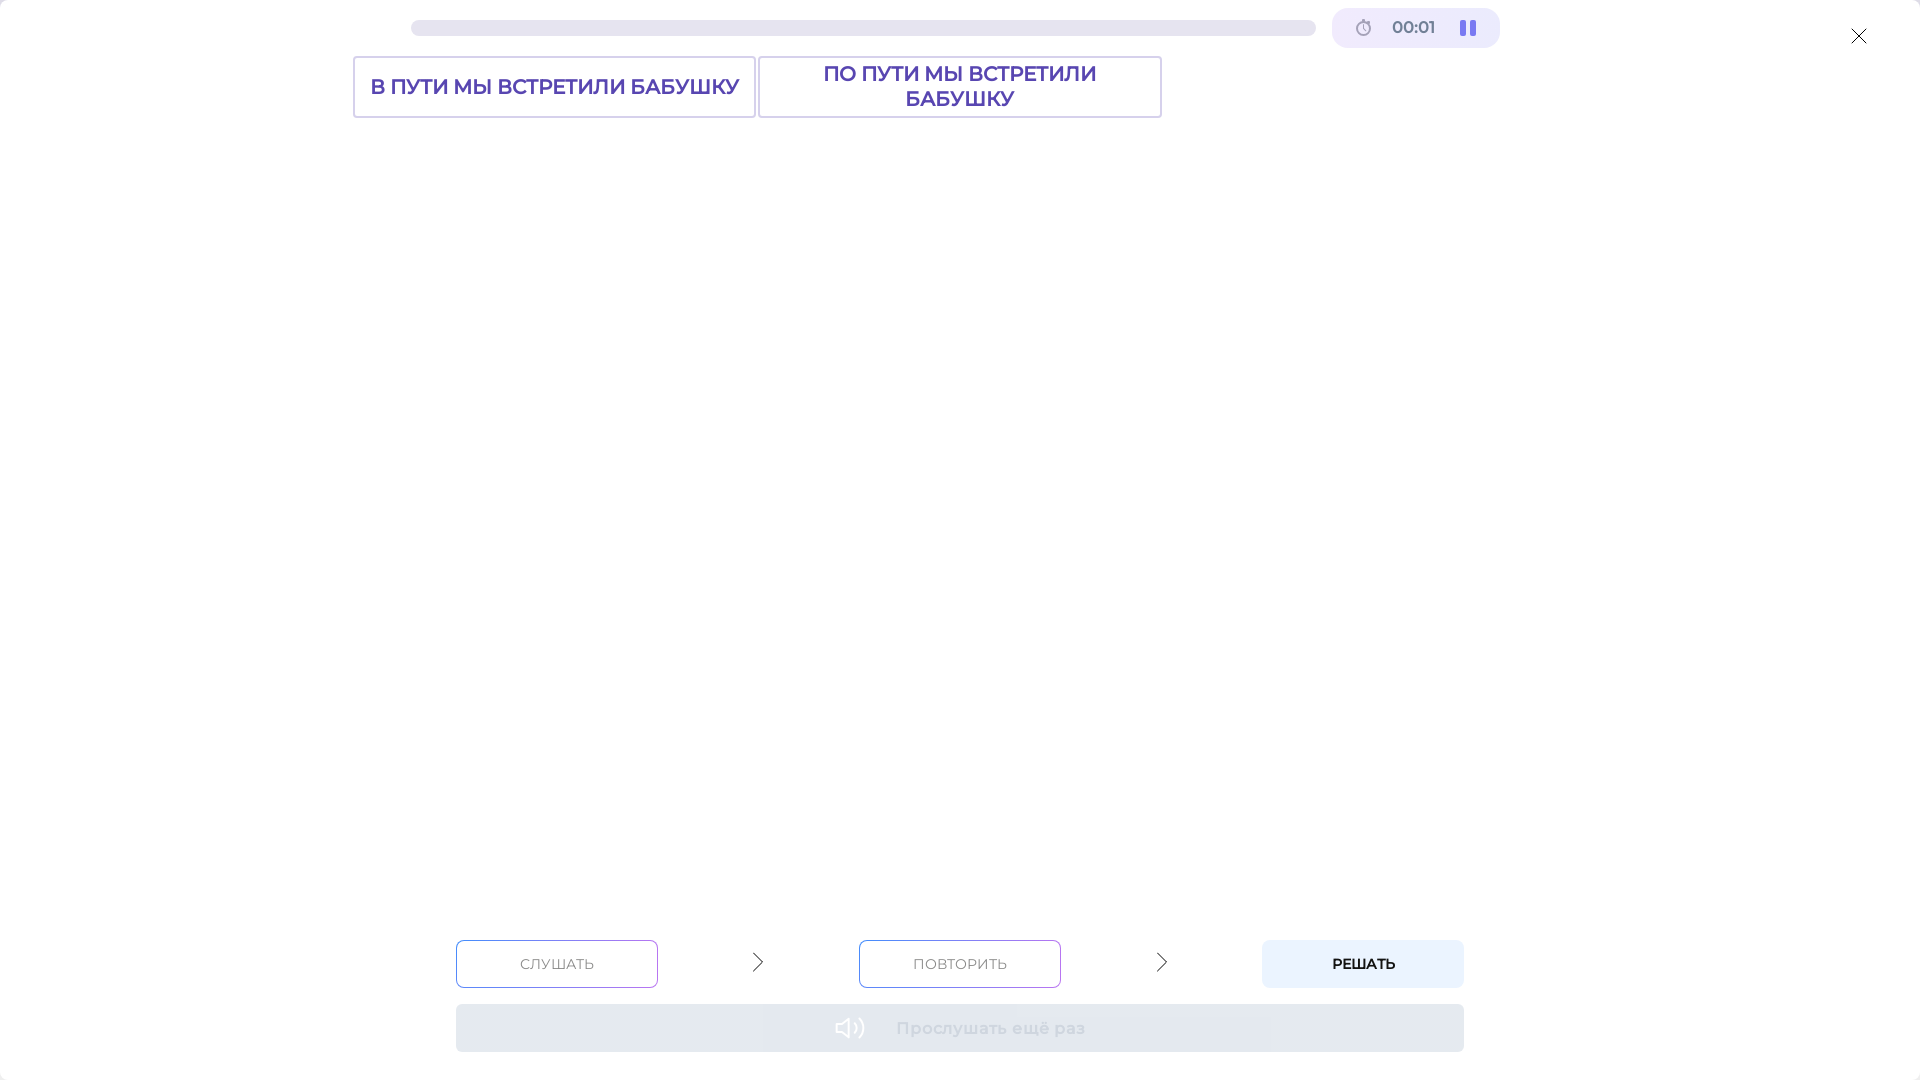 00:01
В ПУТИ МЫ ВСТРЕТИЛИ БАБУШКУ
ПО ПУТИ МЫ ВСТРЕТИЛИ
БАБУШКУ
СЛУШАТЬ
ПОВТОРИТЬ
РЕШАТЬ
Прослушать ещё раз